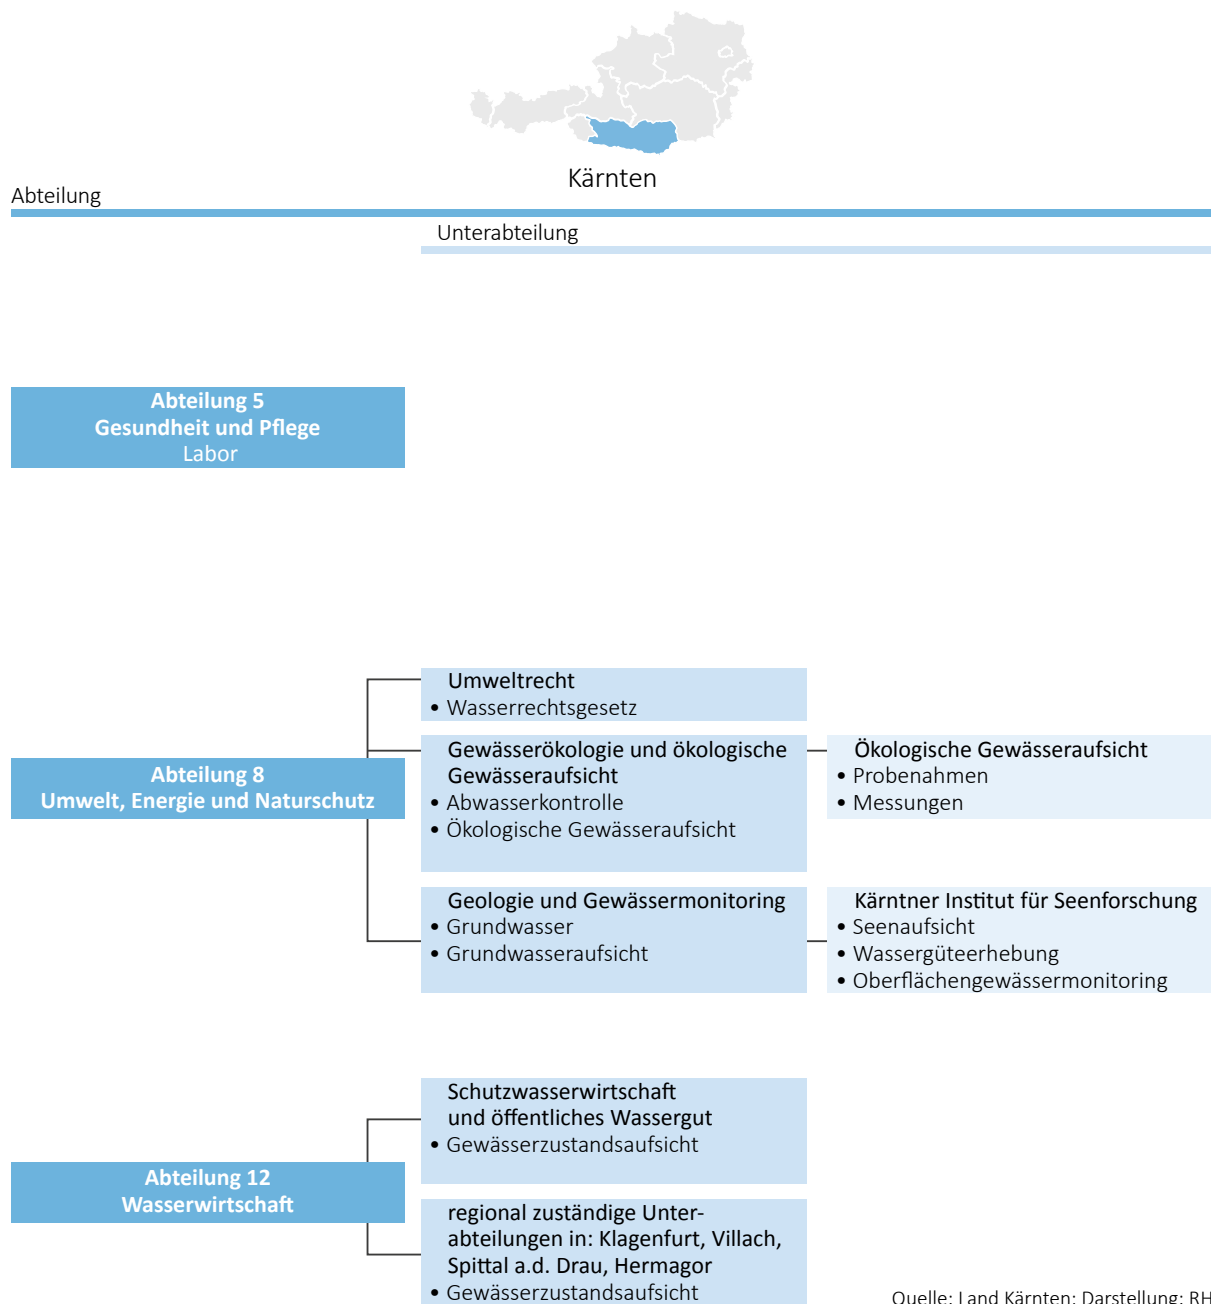 Kärnten
Abteilung
Unterabteilung
Abteilung 5
Gesundheit und Pflege
Labor
Umweltrecht
• Wasserrechtsgesetz
Gewässerökologie und ökologische
Gewässeraufsicht
• Abwasserkontrolle
• Ökologische Gewässeraufsicht
Ökologische Gewässeraufsicht
• Probenahmen
• Messungen
Abteilung 8
Umwelt, Energie und Naturschutz
Geologie und Gewässermonitoring
• Grundwasser
• Grundwasseraufsicht
Kärntner Institut für Seenforschung
• Seenaufsicht
• Wassergüteerhebung
• Oberflächengewässermonitoring
Schutzwasserwirtschaft
und öffentliches Wassergut
• Gewässerzustandsaufsicht
Abteilung 12
Wasserwirtschaft
regional zuständige Unter-
abteilungen in: Klagenfurt, Villach,
Spittal a.d. Drau, Hermagor
• Gewässerzustandsaufsicht
Quelle: Land Kärnten; Darstellung: RH